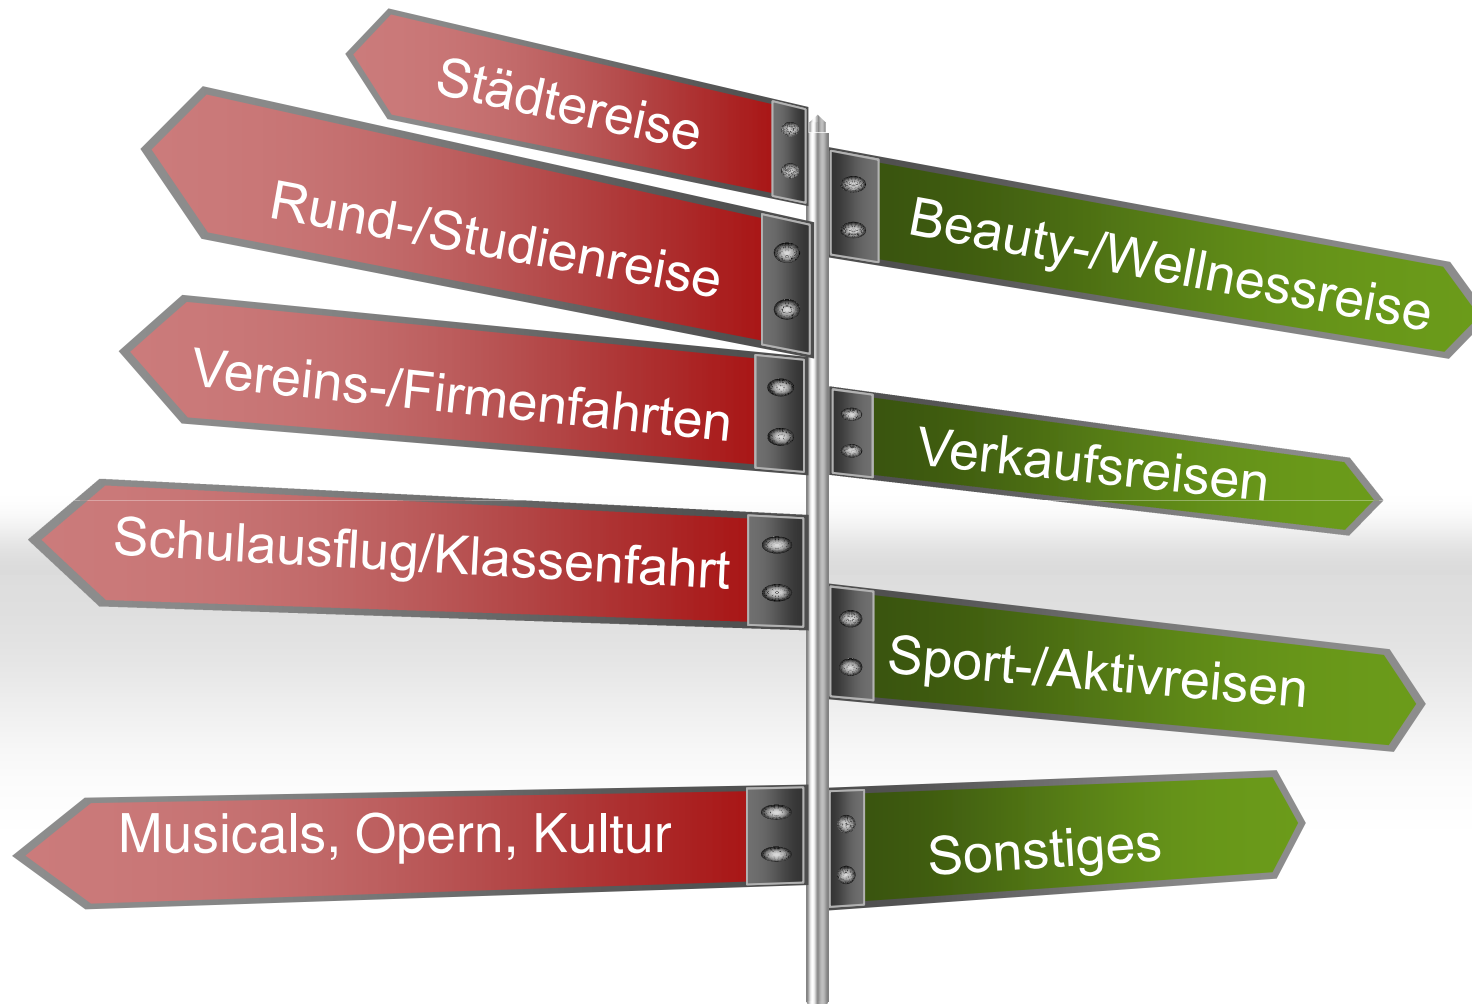 Städtereise
Rund-/Studienreise
Vereins-/Firmenfahrten
Schulausflug/Klassenfahrt
Musicals, Opern, Kultur
Beauty-/Wellnessreise
Verkaufsreisen
Sport-/Aktivreisen
Sonstiges